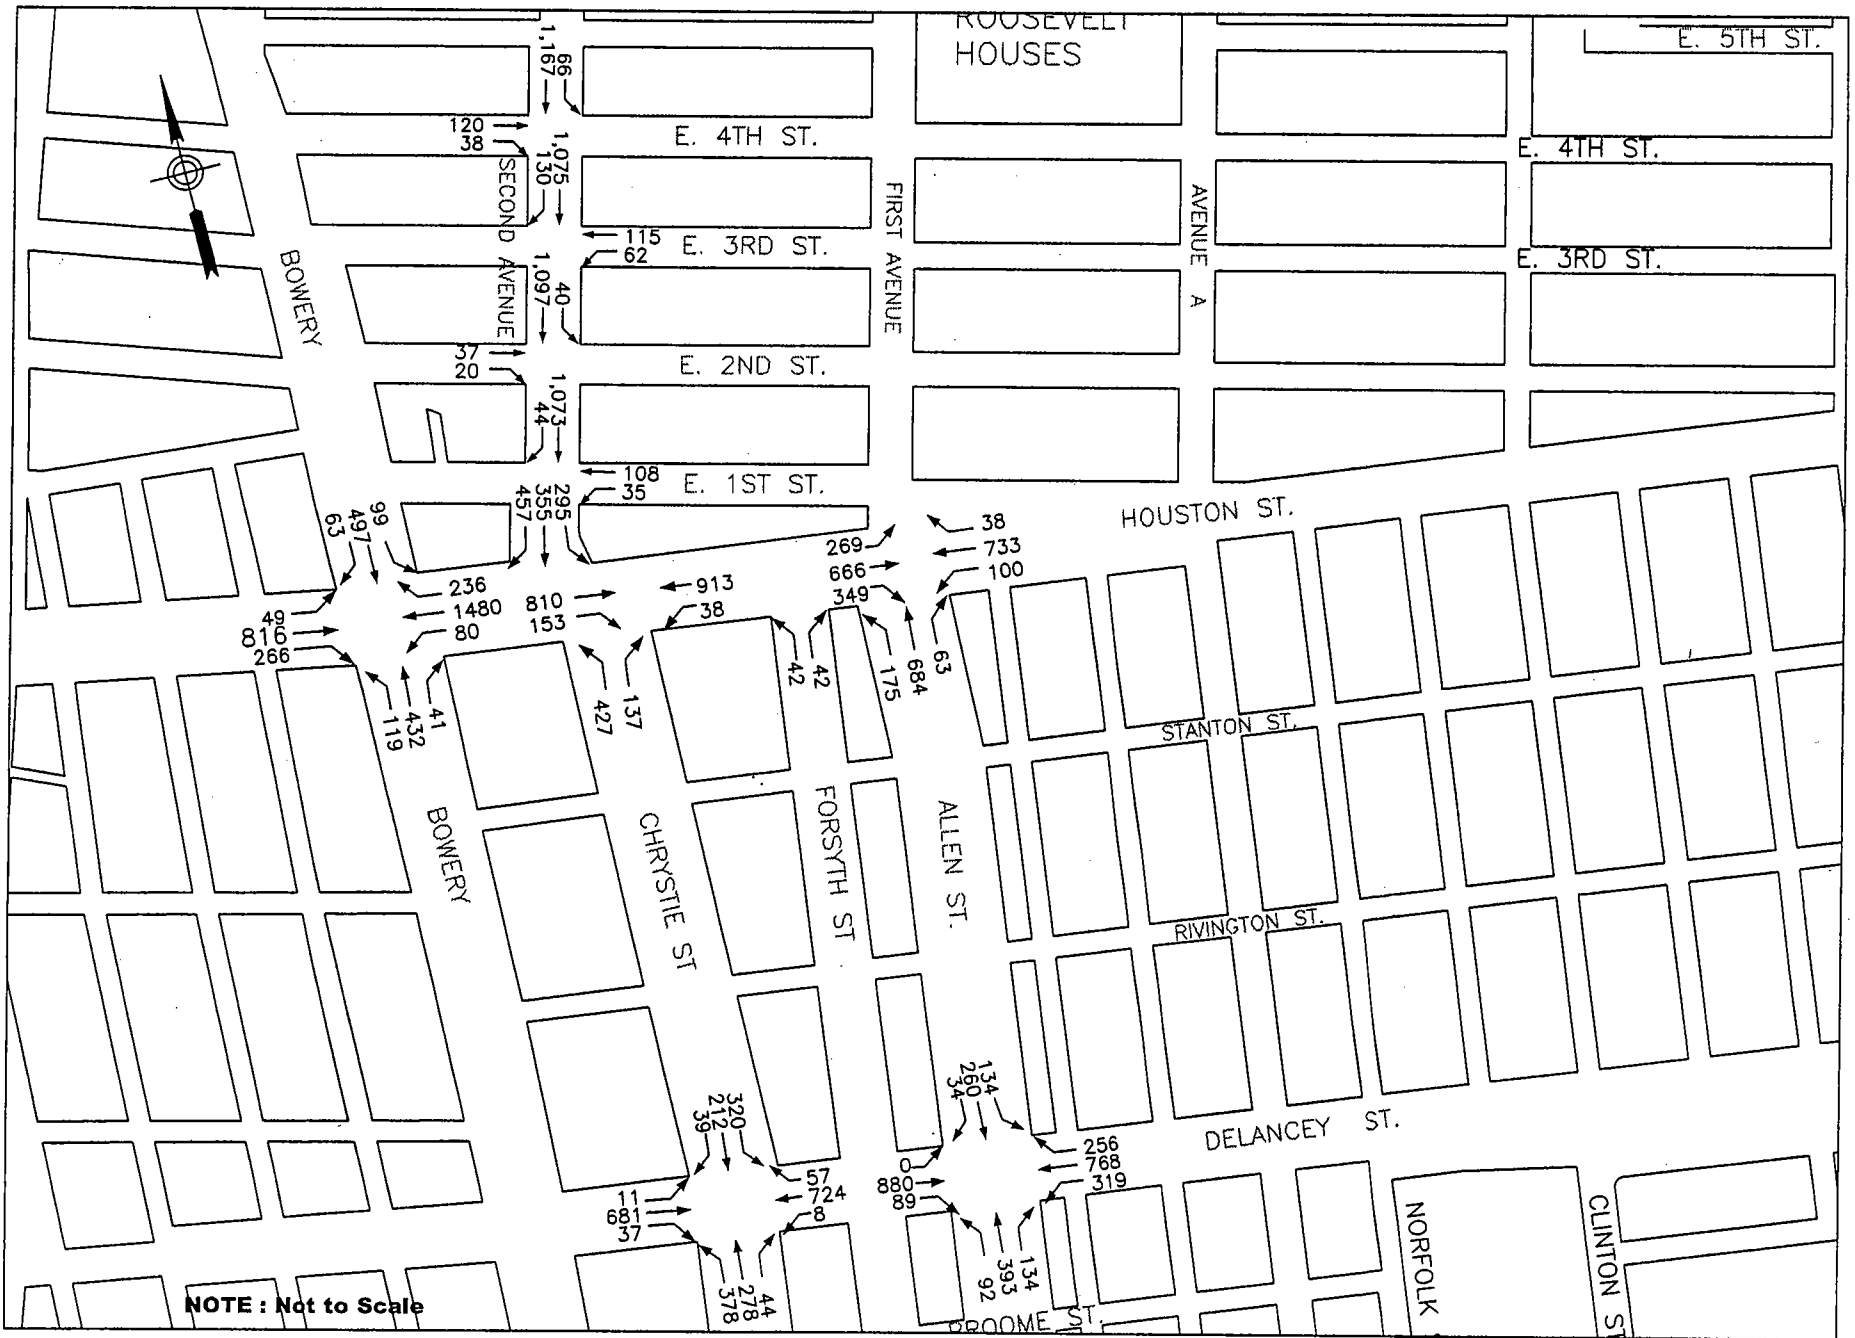 ROOSEVELT
HOUSES
E. 5TH ST.
1,167
66
120
38
E. 4TH ST.
E. 4TH ST.
1,075
130
SECOND AVENUE
FIRST AVENUE
AVENUE A
115
62
E. 3RD ST.
E. 3RD ST.
BOWERY
1,097
40
37
20
E. 2ND ST.
1,073
44
108
35
E. 1ST ST.
HOUSTON ST.
295
355
457
99
497
63
38
733
100
269
666
349
49
816
266
236
1480
80
810
153
913
38
119
432
41
427
137
42
42
175
684
63
STANTON ST.
BOWERY
CHRYSTIE ST
FORSYTH ST
ALLEN ST.
RIVINGTON ST.
DELANCEY ST.
320
212
39
134
260
34
57
724
8
11
681
37
0
880
89
256
768
319
378
278
44
92
393
134
NORFOLK
CLINTON ST
BROOME ST.
NOTE : Not to Scale